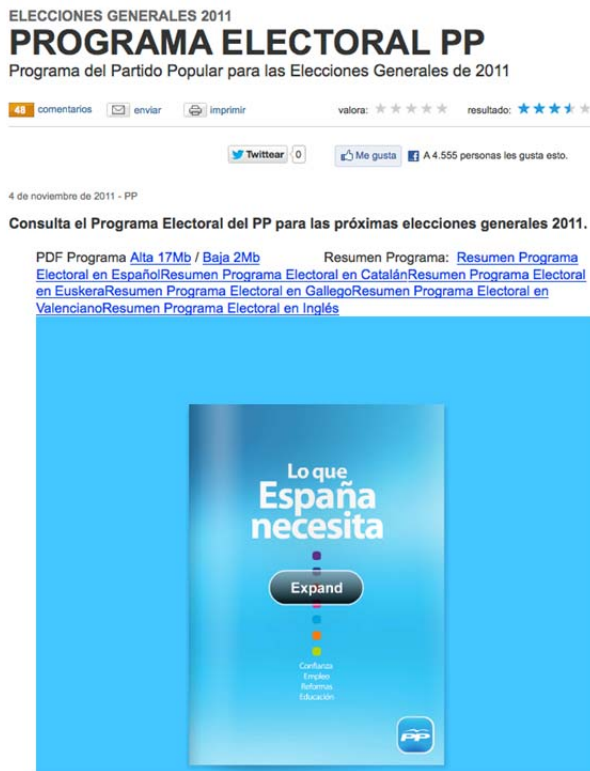 ELECCIONES GENERALES 2011
PROGRAMA ELECTORAL PP
Programa del Partido Popular para las Elecciones Generales de 2011
48 comentarios enviar imprimir valora: resultado:
Twittear 0 Me gusta A 4.555 personas les gusta esto.
4 de noviembre de 2011 - PP
Consulta el Programa Electoral del PP para las próximas elecciones generales 2011.
PDF Programa Alta 17Mb / Baja 2Mb Resumen Programa: Resumen Programa
Electoral en EspañolResumen Programa Electoral en CatalánResumen Programa Electoral
en EuskeraResumen Programa Electoral en GallegoResumen Programa Electoral en
ValencianoResumen Programa Electoral en Inglés
Lo que
España
necesita
Expand
Confianza
Empleo
Reformas
Educación
PP